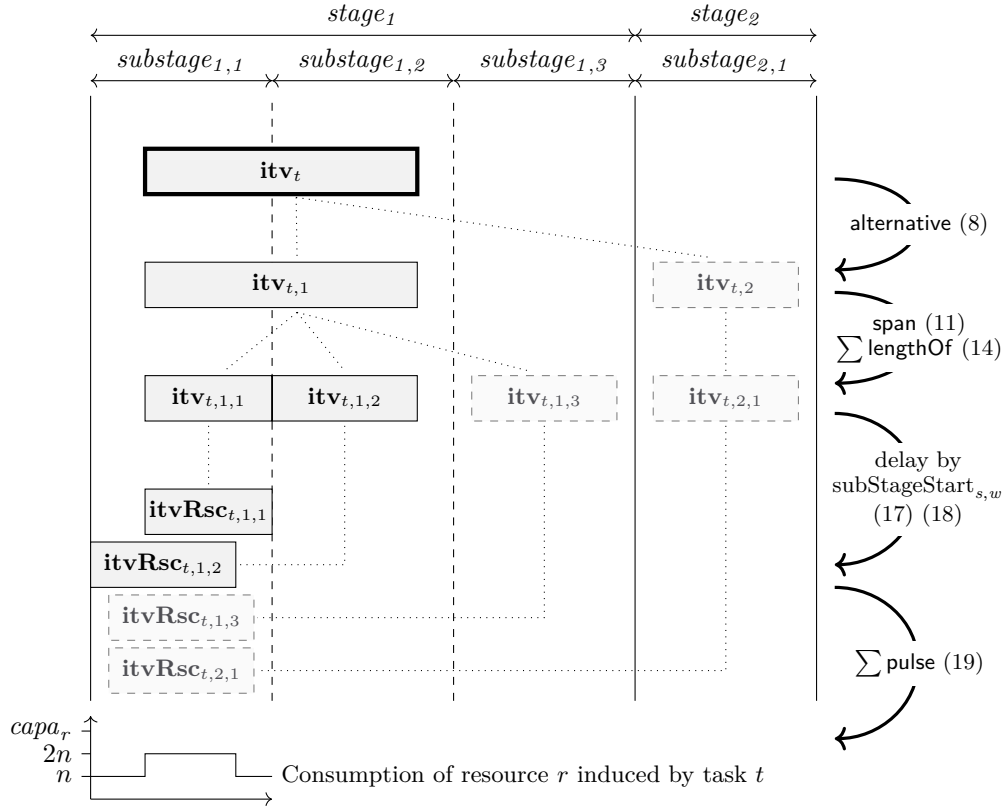 stage₁ stage₂
substage₁,₁ substage₁,₂ substage₁,₃ substage₂,₁
itvₜ
alternative (8)
itvₜ,₁ itvₜ,₂
span (11)
∑ lengthOf (14)
itvₜ,₁,₁ itvₜ,₁,₂ itvₜ,₁,₃ itvₜ,₂,₁
delay by
subStageStart_{s,w}
(17) (18)
itvRscₜ,₁,₁
itvRscₜ,₁,₂
itvRscₜ,₁,₃
itvRscₜ,₂,₁
∑ pulse (19)
capaᵣ
2n
n
Consumption of resource r induced by task t